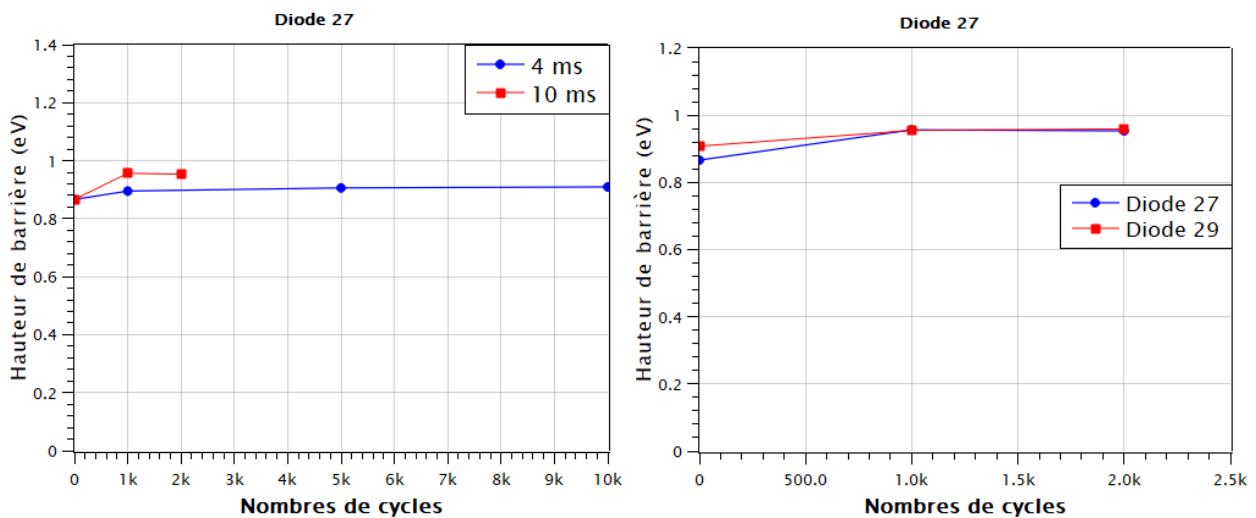 Diode 27
Hauteur de barrière (eV)
1.4
1.2
1
0.8
0.6
0.4
0.2
0
4 ms
10 ms
0 1k 2k 3k 4k 5k 6k 7k 8k 9k 10k
Nombres de cycles
Diode 27
Hauteur de barrière (eV)
1.2
1
0.8
0.6
0.4
0.2
0
Diode 27
Diode 29
0 500.0 1.0k 1.5k 2.0k 2.5k
Nombres de cycles